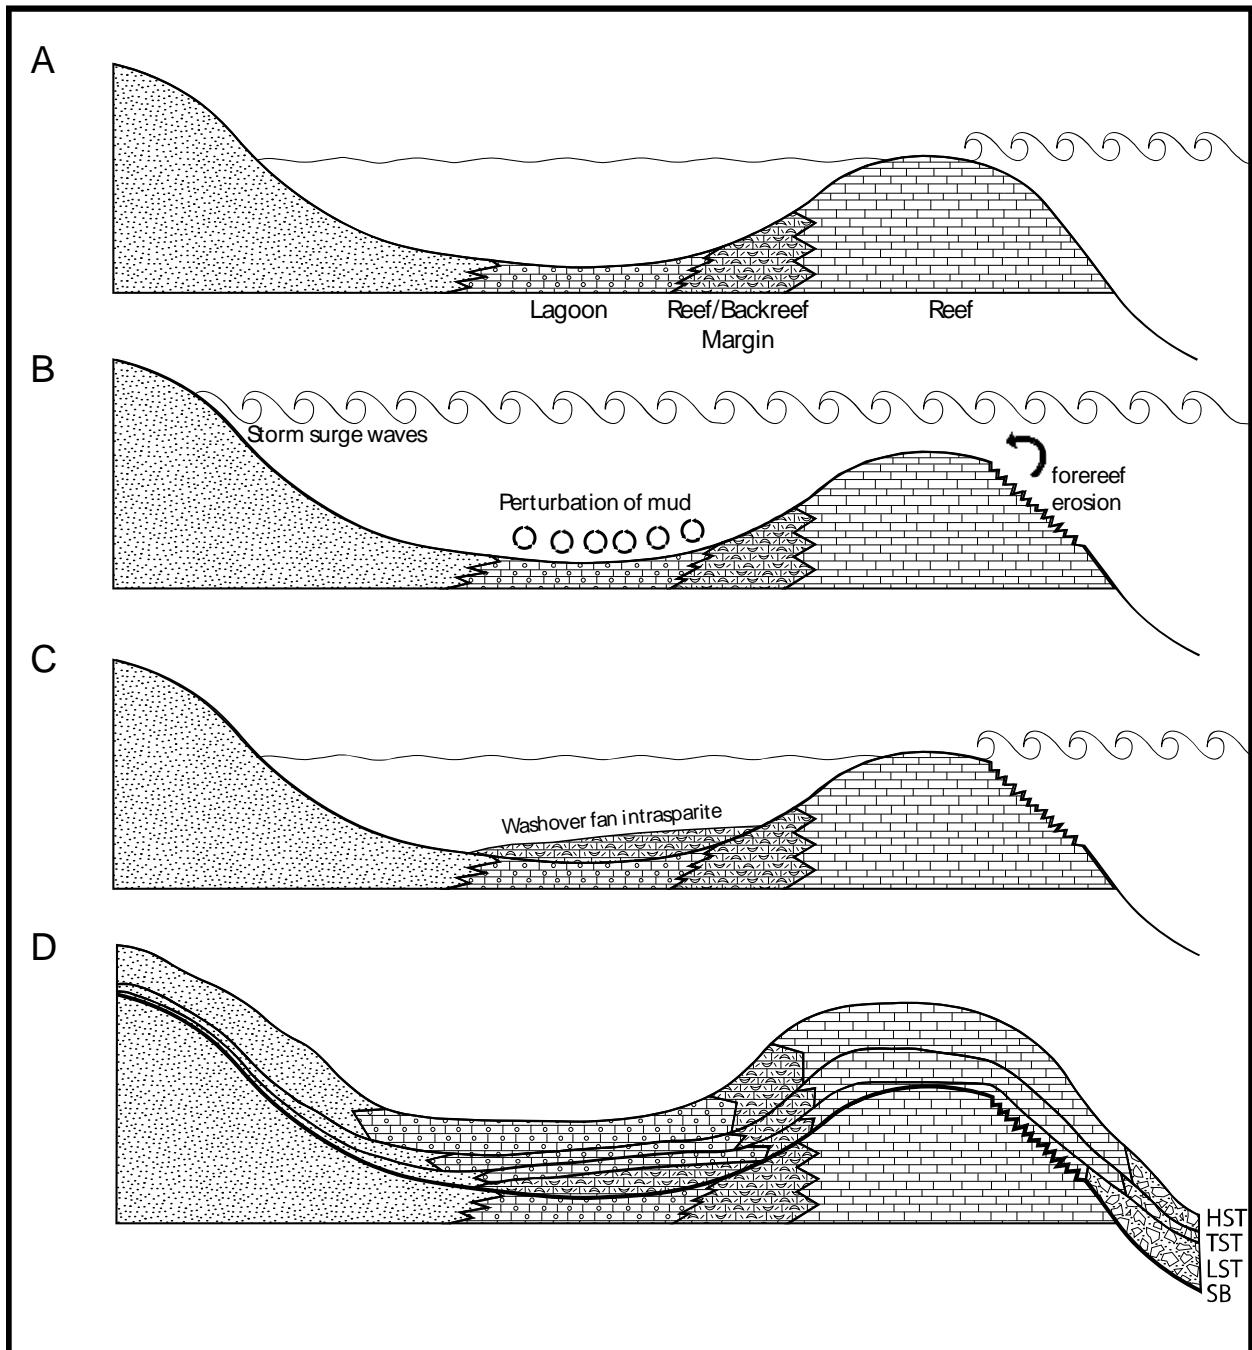 A
Lagoon
Reef/Backreef
Margin
Reef
B
Storm surge waves
Perturbation of mud
forereef
erosion
C
Washover fan intrasparite
D
HST
TST
LST
SB